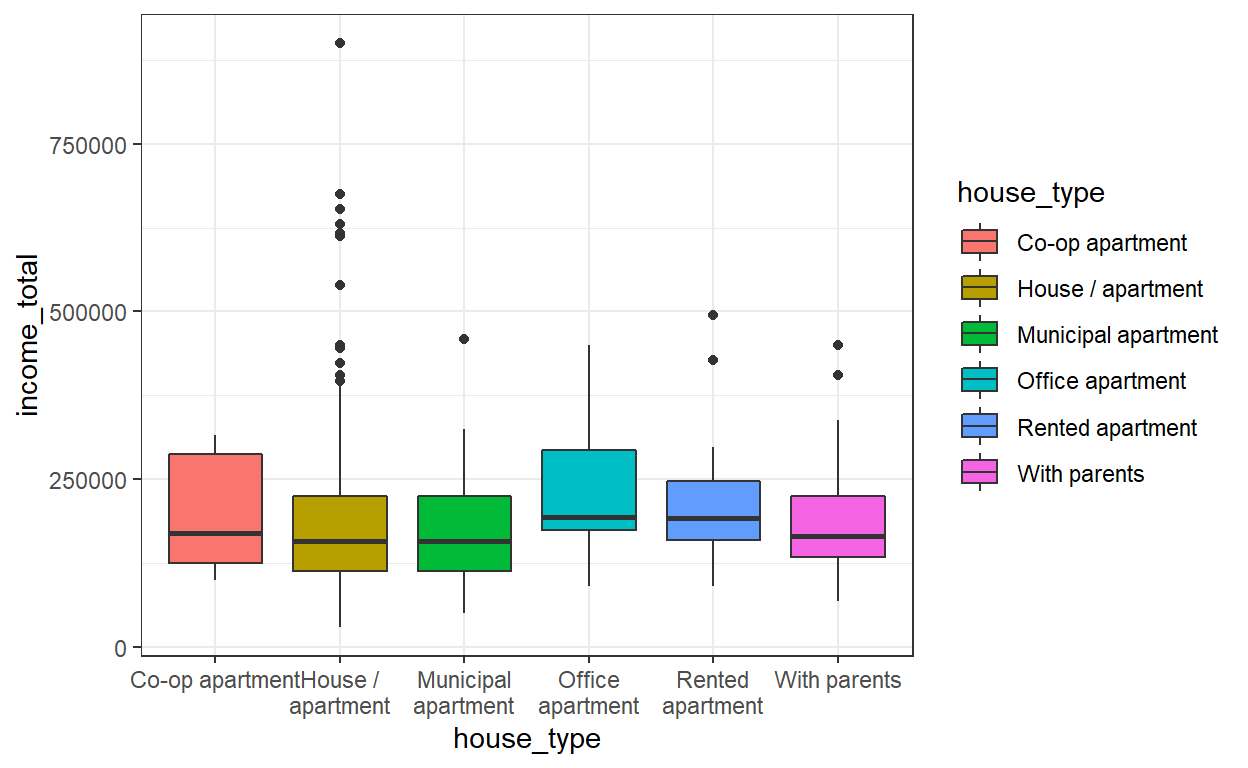 income_total
750000
500000
250000
0
Co-op apartment
House /
apartment
Municipal
apartment
Office
apartment
Rented
apartment
With parents
house_type
house_type
Co-op apartment
House / apartment
Municipal apartment
Office apartment
Rented apartment
With parents